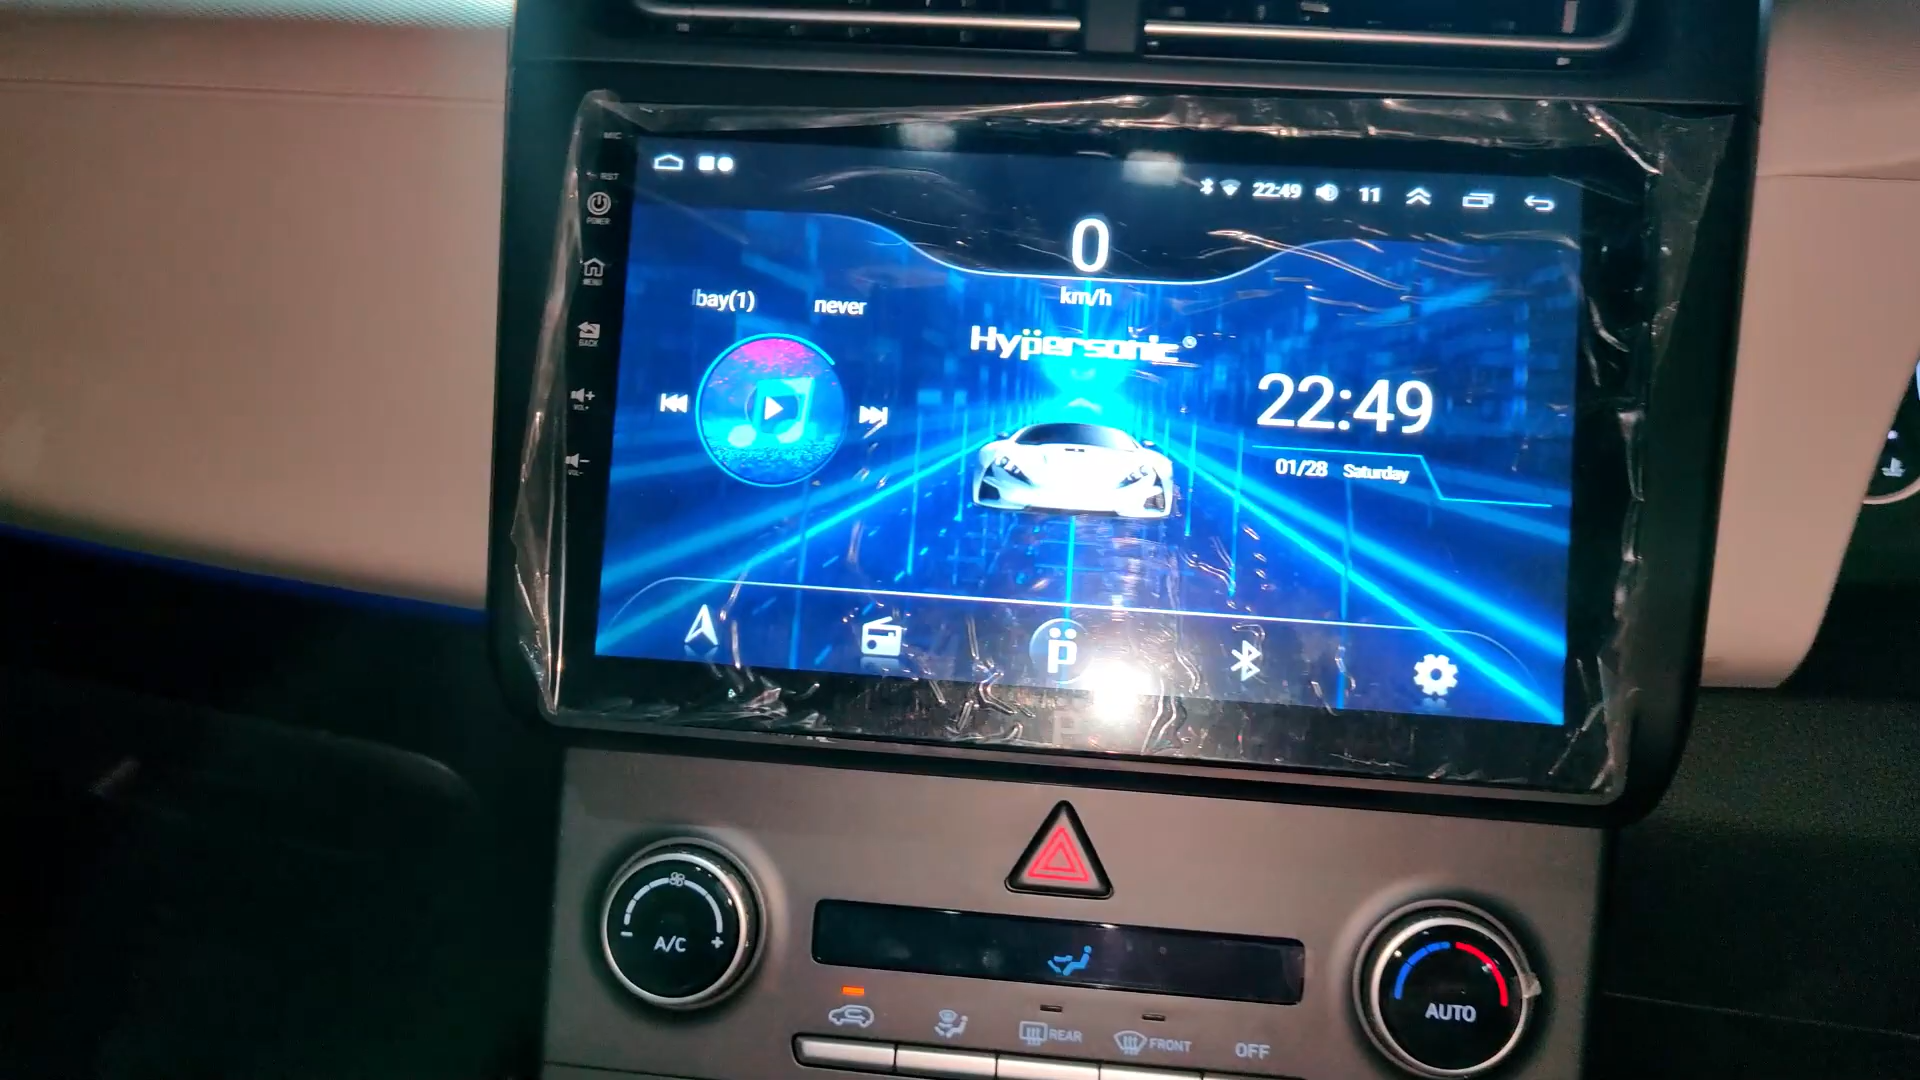 MIC
RST
POWER
MENU
BACK
VOL+
VOL-
22:49
11
0
km/h
bay(1)
never
Hypersonic
22:49
01/28 Saturday
p
A/C
- +
AUTO
REAR
FRONT
OFF